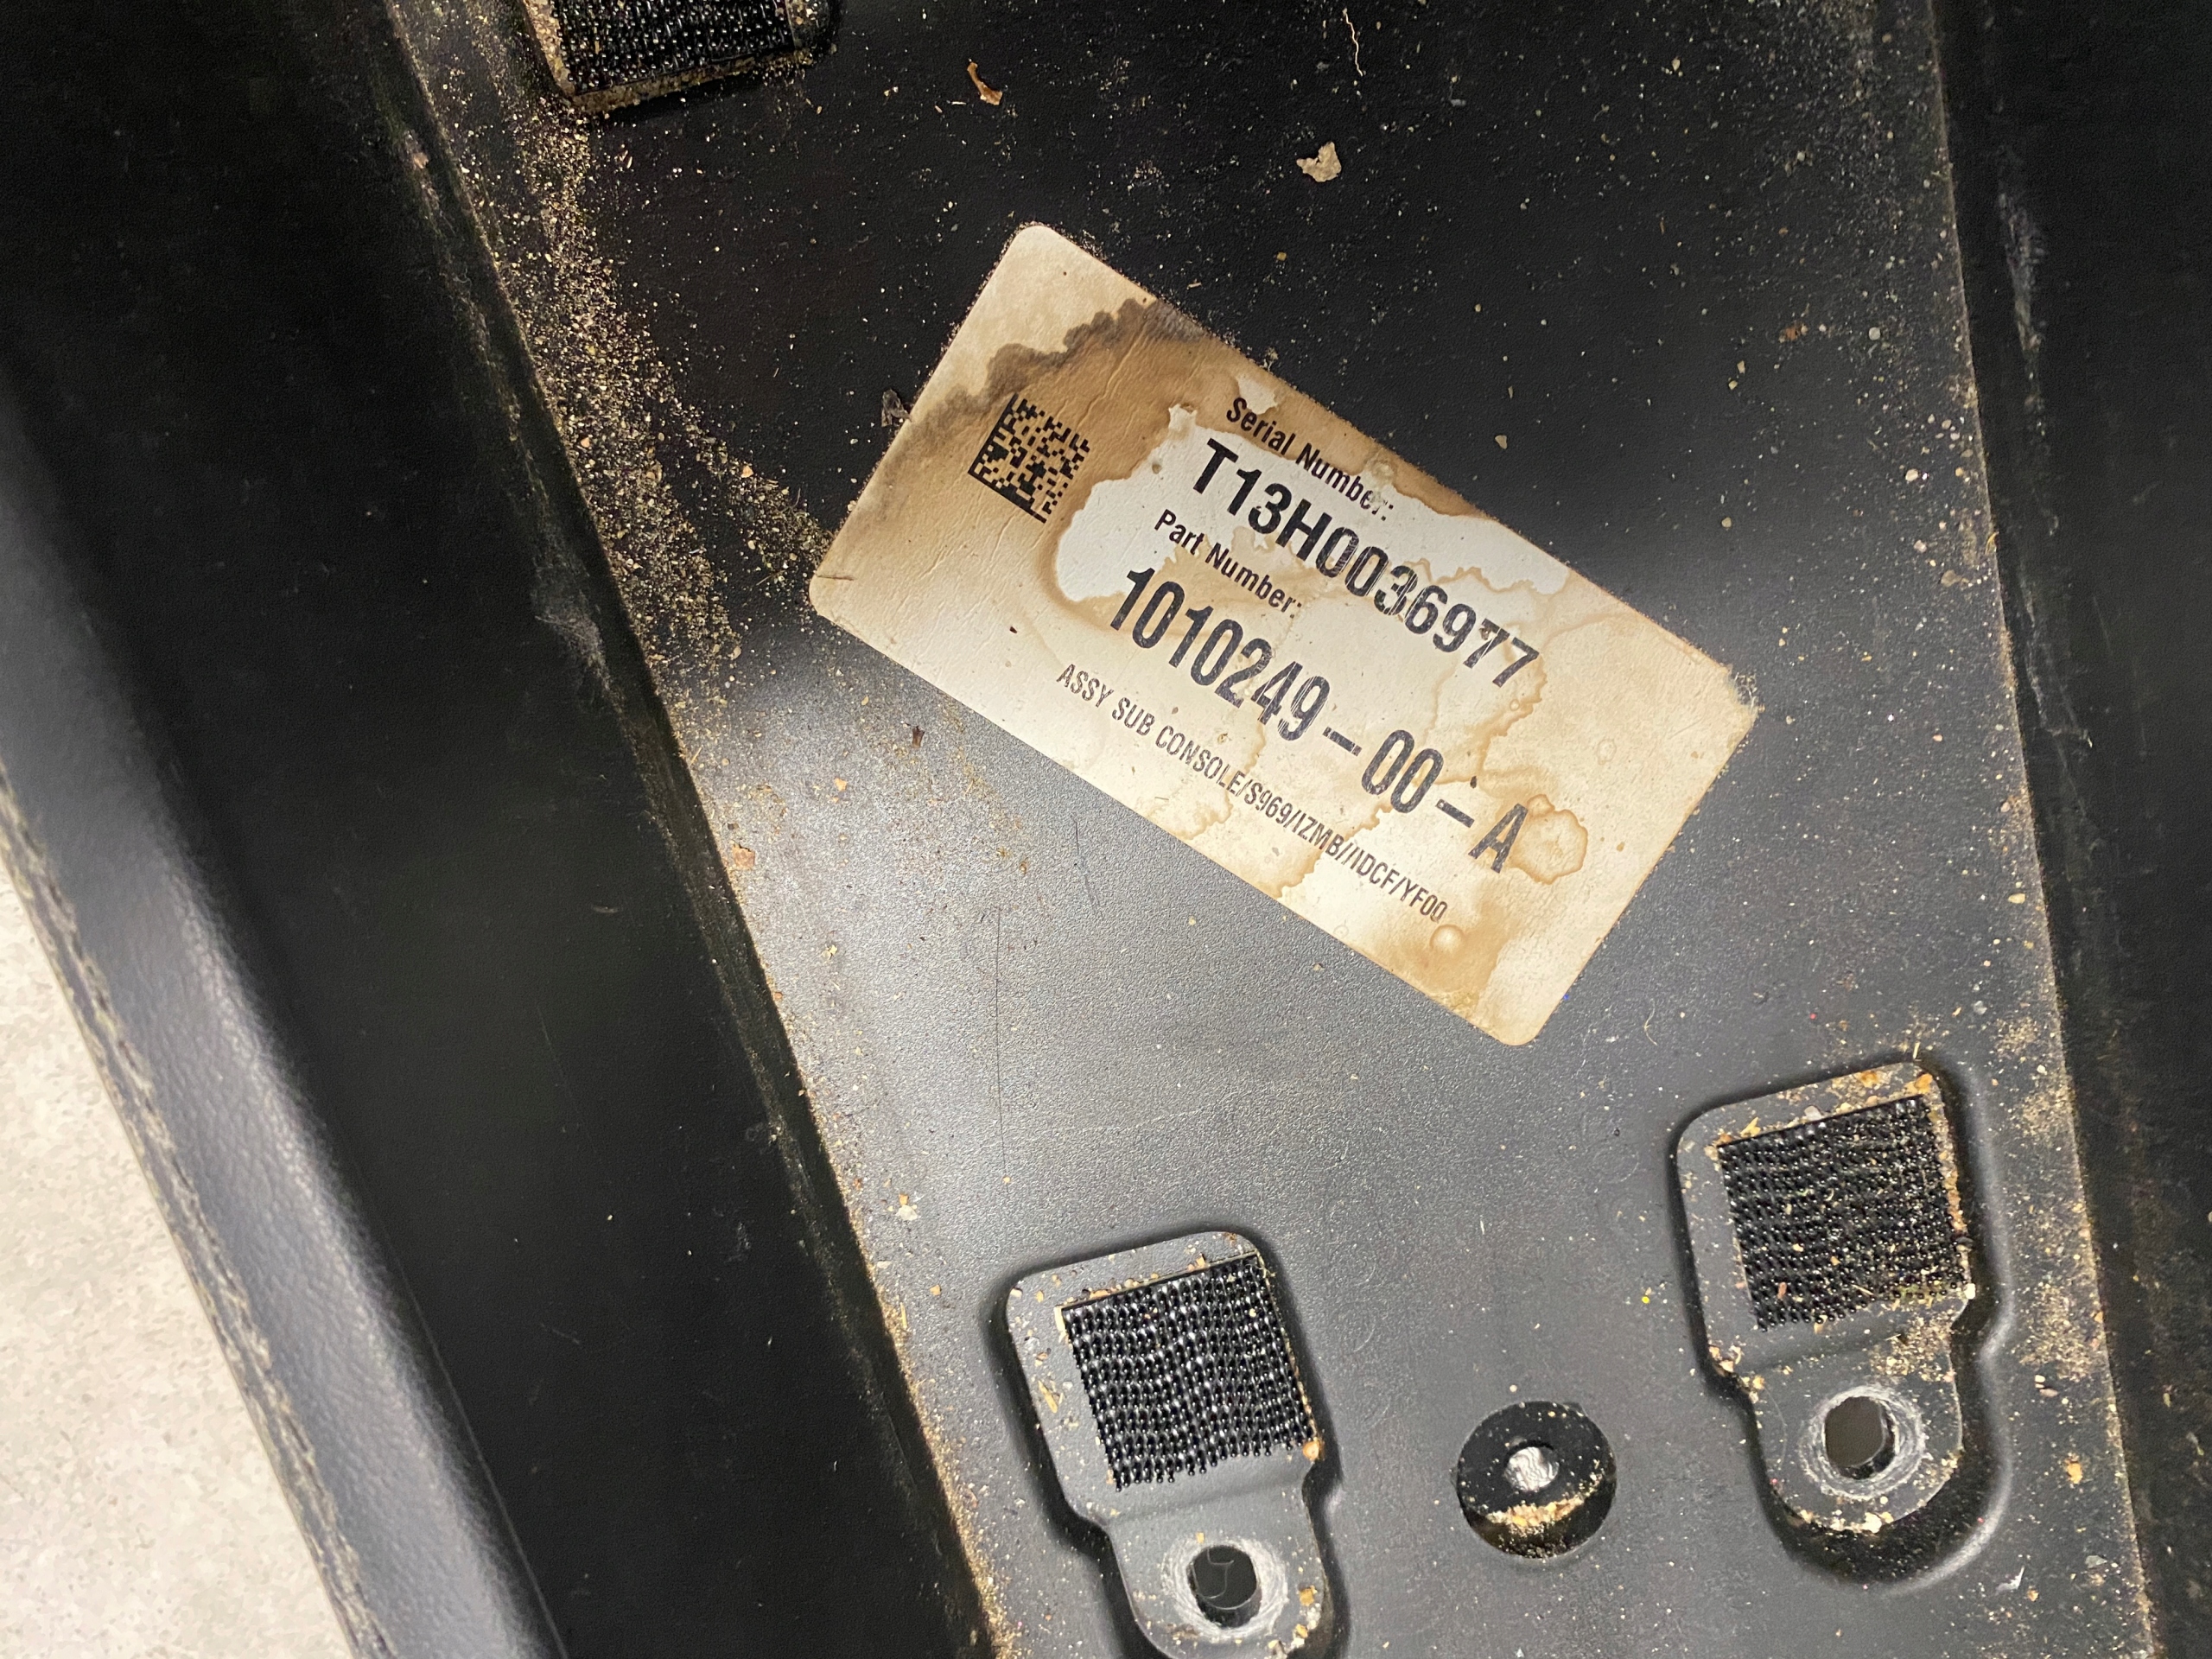 Serial Number:
T13H0036977
Part Number:
1010249-00-A
ASSY SUB CONSOLE/S969/IZMB//IDCF/YF00